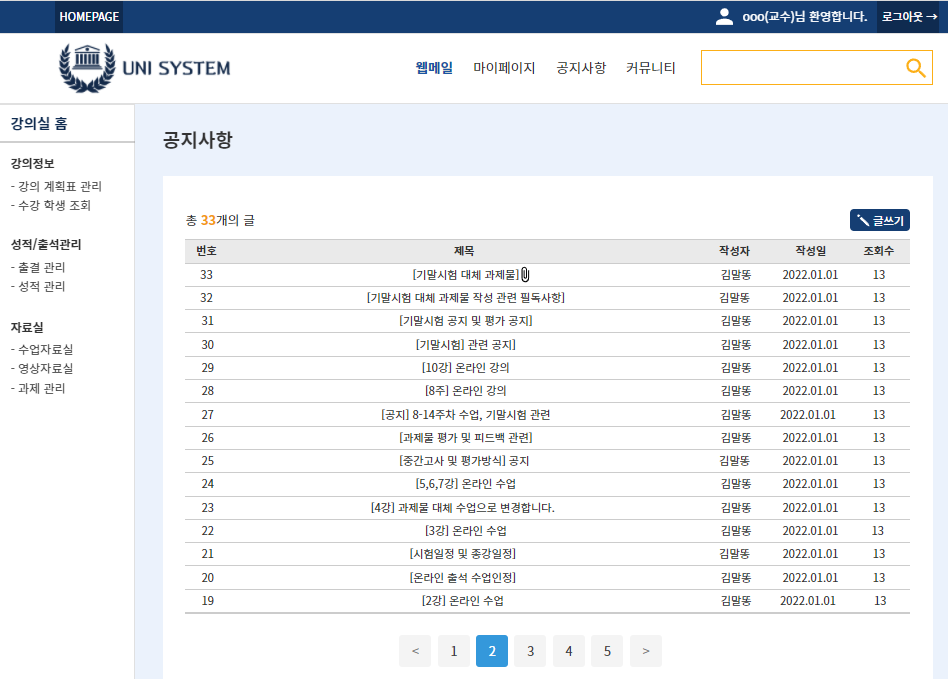 HOMEPAGE ooo(교수)님 환영합니다. 로그아웃 →
UNI SYSTEM 웹메일 마이페이지 공지사항 커뮤니티
강의실 홈
강의정보
- 강의 계획표 관리
- 수강 학생 조회
성적/출석관리
- 출결 관리
- 성적 관리
자료실
- 수업자료실
- 영상자료실
- 과제 관리
공지사항
총 33개의 글 글쓰기
번호 제목 작성자 작성일 조회수
33 [기말시험 대체 과제물] 김말똥 2022.01.01 13
32 [기말시험 대체 과제물 작성 관련 필독사항] 김말똥 2022.01.01 13
31 [기말시험 공지 및 평가 공지] 김말똥 2022.01.01 13
30 [기말시험] 관련 공지] 김말똥 2022.01.01 13
29 [10강] 온라인 강의 김말똥 2022.01.01 13
28 [8주] 온라인 강의 김말똥 2022.01.01 13
27 [공지] 8-14주차 수업, 기말시험 관련 김말똥 2022.01.01 13
26 [과제물 평가 및 피드백 관련] 김말똥 2022.01.01 13
25 [중간고사 및 평가방식] 공지 김말똥 2022.01.01 13
24 [5,6,7강] 온라인 수업 김말똥 2022.01.01 13
23 [4강] 과제물 대체 수업으로 변경합니다. 김말똥 2022.01.01 13
22 [3강] 온라인 수업 김말똥 2022.01.01 13
21 [시험일정 및 종강일정] 김말똥 2022.01.01 13
20 [온라인 출석 수업인정] 김말똥 2022.01.01 13
19 [2강] 온라인 수업 김말똥 2022.01.01 13
< 1 2 3 4 5 >